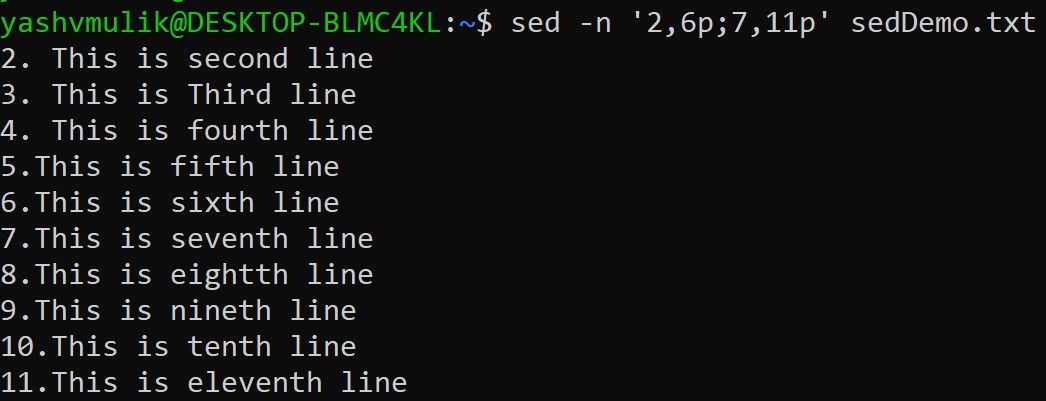 yashvmulik@DESKTOP-BLMC4KL:~$ sed -n '2,6p;7,11p' sedDemo.txt
2. This is second line
3. This is Third line
4. This is fourth line
5.This is fifth line
6.This is sixth line
7.This is seventh line
8.This is eightth line
9.This is nineth line
10.This is tenth line
11.This is eleventh line